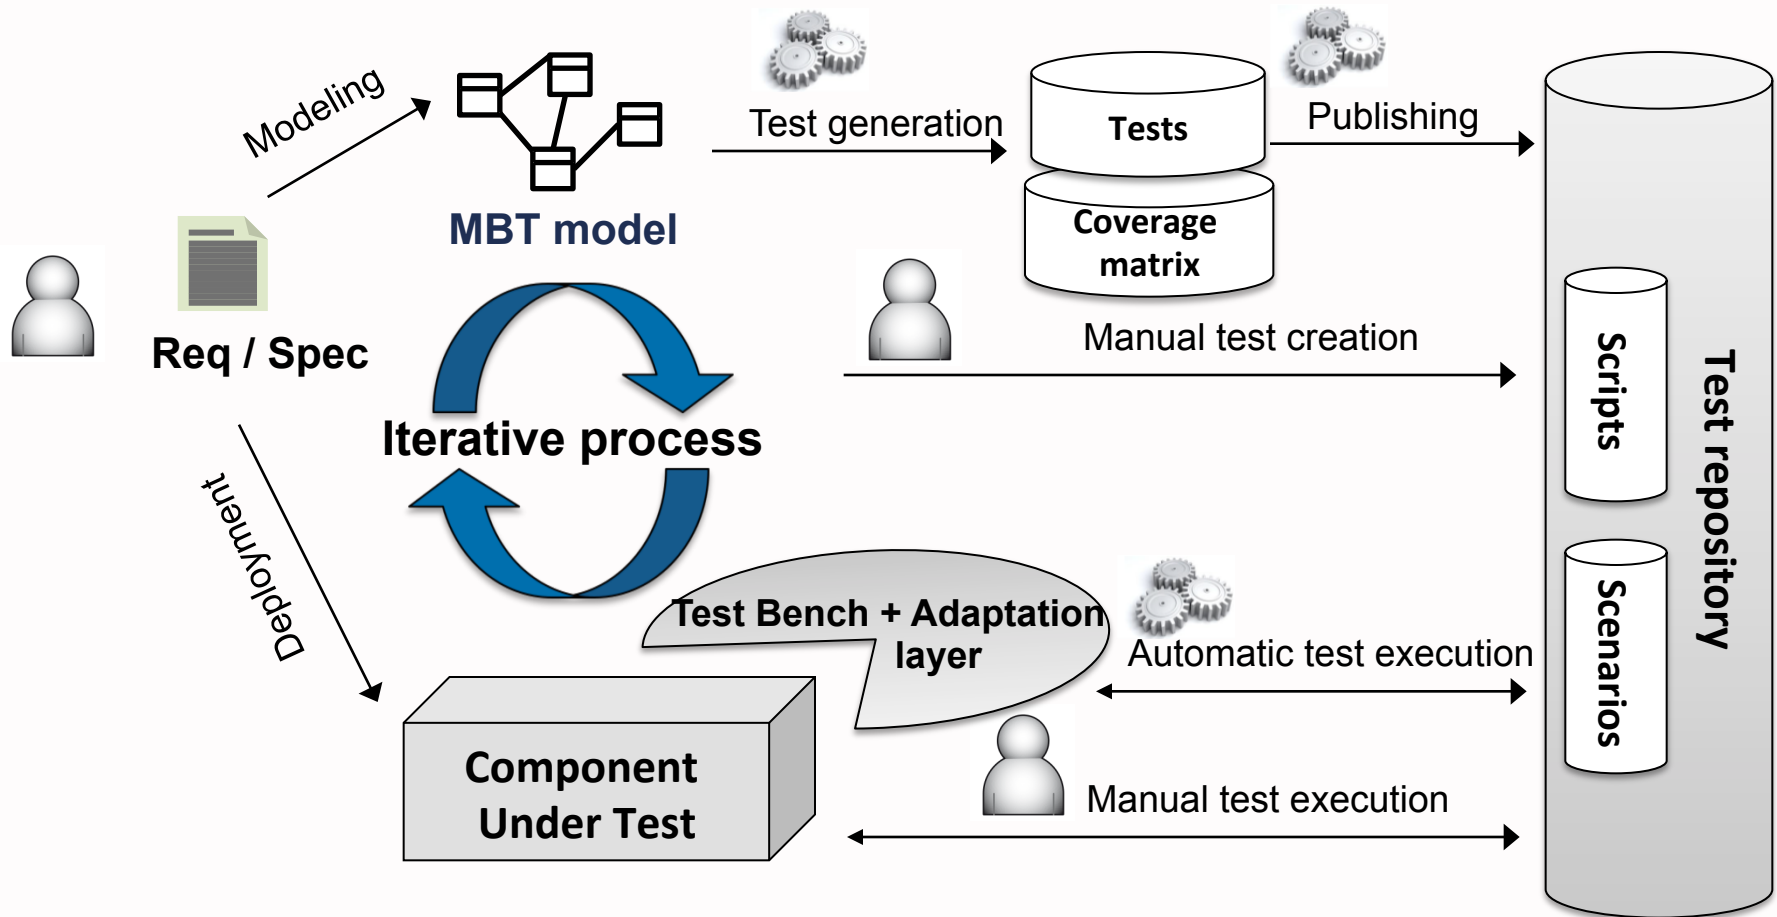 Modeling
Test generation
Publishing
Tests
MBT model
Coverage
matrix
Req / Spec
Manual test creation
Scripts
Test repository
Iterative process
Deployment
Test Bench + Adaptation
layer
Automatic test execution
Scenarios
Component
Under Test
Manual test execution